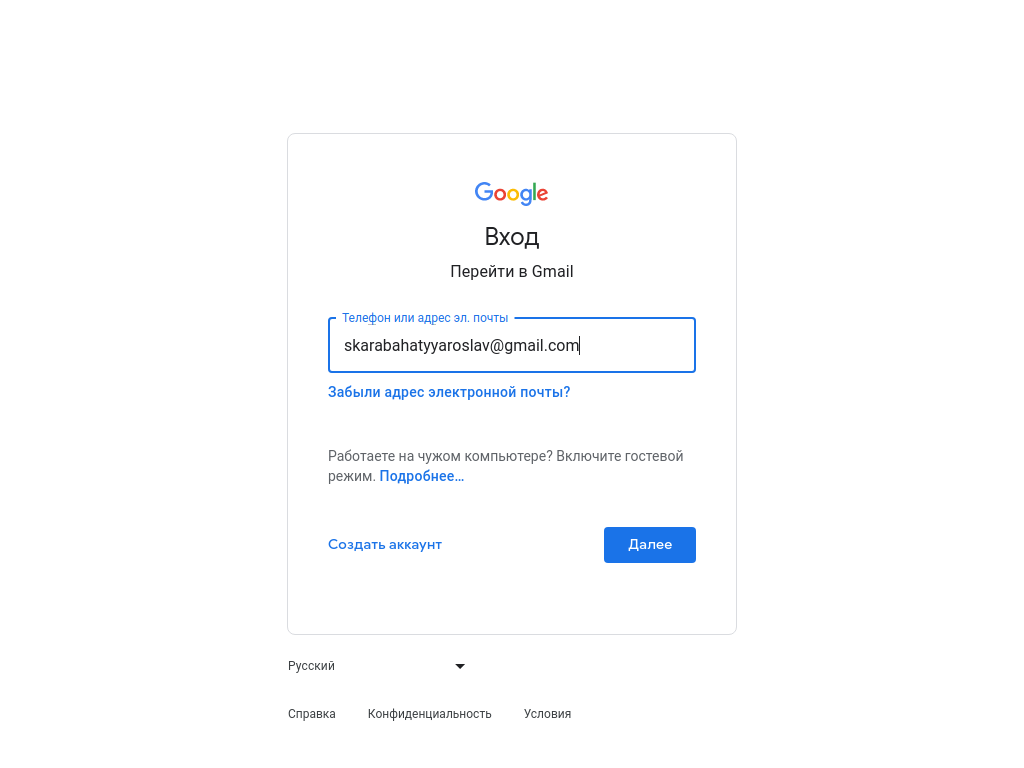 Google
Вход
Перейти в Gmail
Телефон или адрес эл. почты
skarabahatyyaroslav@gmail.com
Забыли адрес электронной почты?
Работаете на чужом компьютере? Включите гостевой
режим. Подробнее…
Создать аккаунт
Далее
Русский
Справка Конфиденциальность Условия